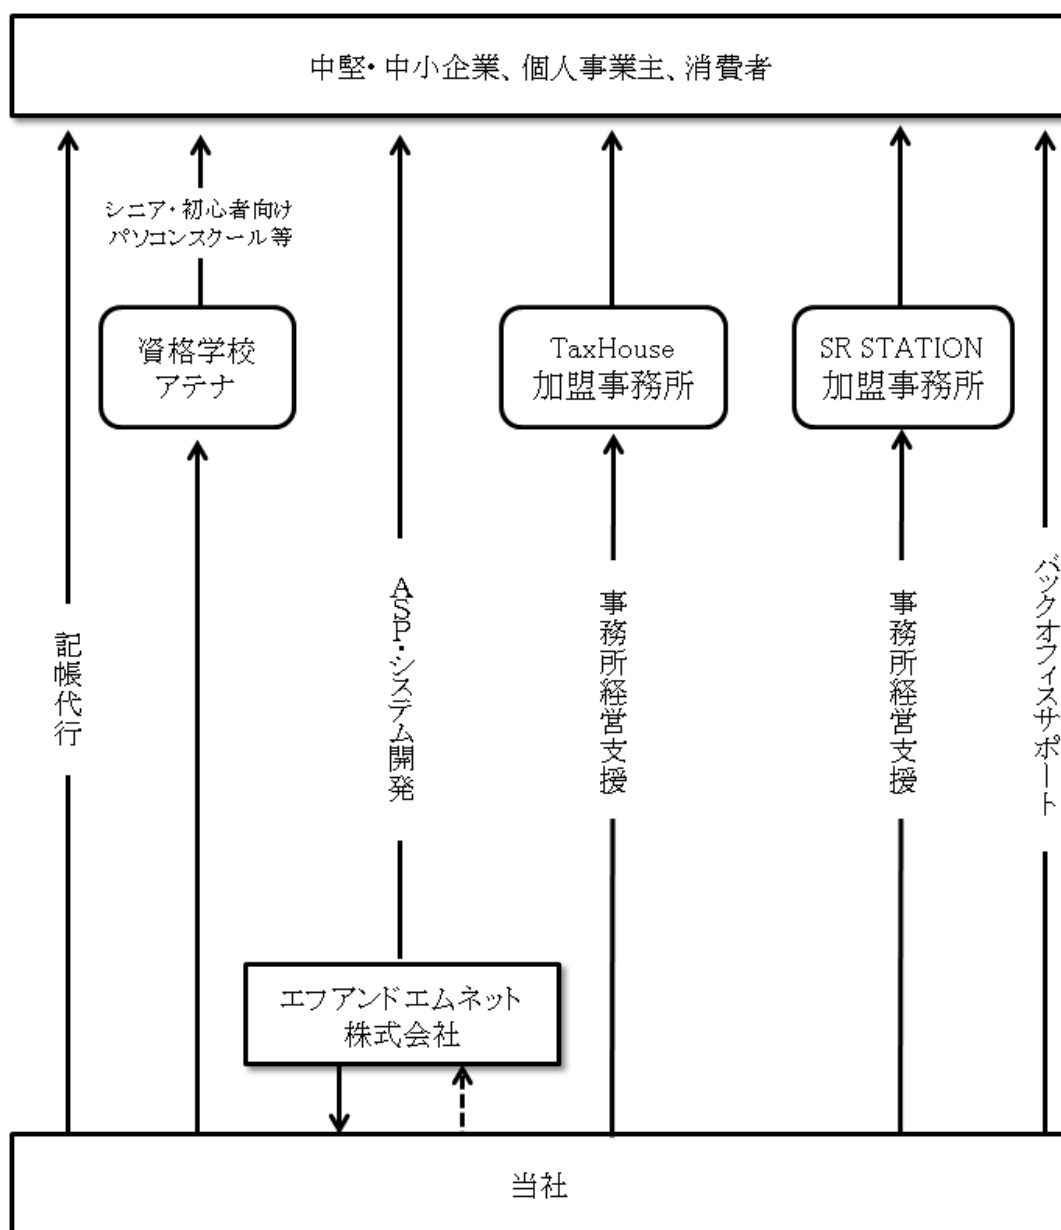 中堅・中小企業、個人事業主、消費者
シニア・初心者向け
パソコンスクール等
資格学校
アテナ
TaxHouse
加盟事務所
SR STATION
加盟事務所
記帳代行
ASP・システム開発
事務所経営支援
事務所経営支援
バックオフィスサポート
エフアンドエムネット
株式会社
当社